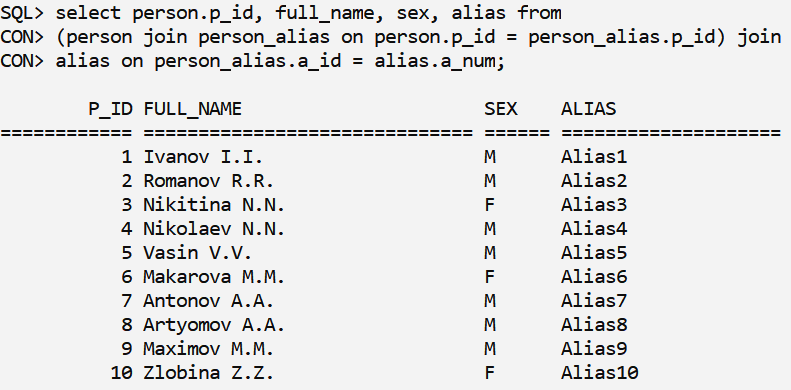 SQL> select person.p_id, full_name, sex, alias from
CON> (person join person_alias on person.p_id = person_alias.p_id) join
CON> alias on person_alias.a_id = alias.a_num;
P_ID FULL_NAME SEX ALIAS
============ =============================== ====== ====================
1 Ivanov I.I. M Alias1
2 Romanov R.R. M Alias2
3 Nikitina N.N. F Alias3
4 Nikolaev N.N. M Alias4
5 Vasin V.V. M Alias5
6 Makarova M.M. F Alias6
7 Antonov A.A. M Alias7
8 Artyomov A.A. M Alias8
9 Maximov M.M. M Alias9
10 Zlobina Z.Z. F Alias10